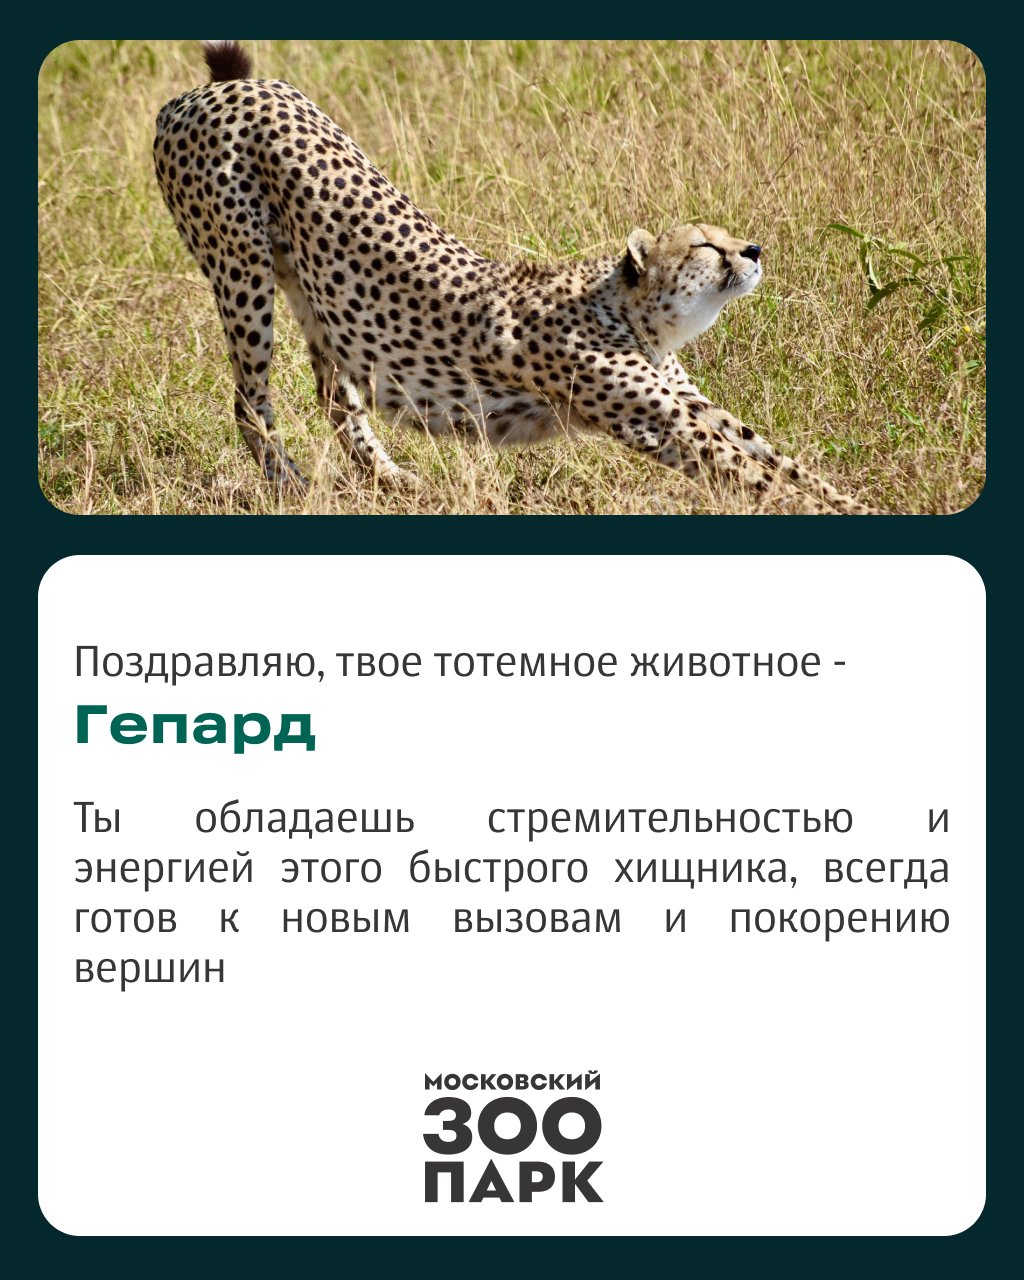 Поздравляю, твое тотемное животное -
Гепард
Ты обладаешь стремительностью и
энергией этого быстрого хищника, всегда
готов к новым вызовам и покорению
вершин
МОСКОВСКИЙ
ЗОО
ПАРК